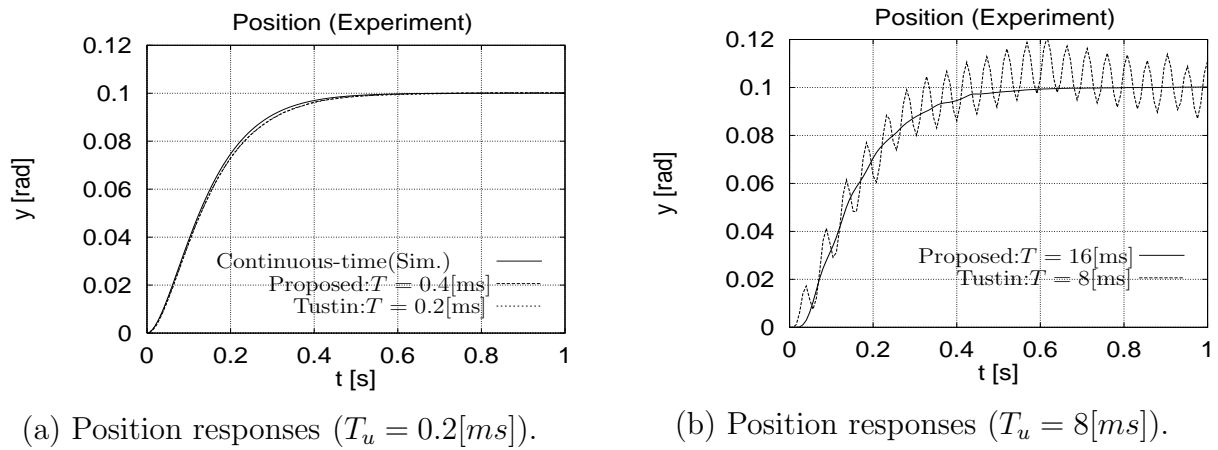 Position (Experiment)
0.12
0.1
0.08
0.06
0.04
0.02
0
y [rad]
Continuous-time(Sim.)
Proposed:T = 0.4[ms]
Tustin:T = 0.2[ms]
0 0.2 0.4 0.6 0.8 1
t [s]
(a) Position responses (T_u = 0.2[ms]).
Position (Experiment)
0.12
0.1
0.08
0.06
0.04
0.02
0
y [rad]
Proposed:T = 16[ms]
Tustin:T = 8[ms]
0 0.2 0.4 0.6 0.8 1
t [s]
(b) Position responses (T_u = 8[ms]).